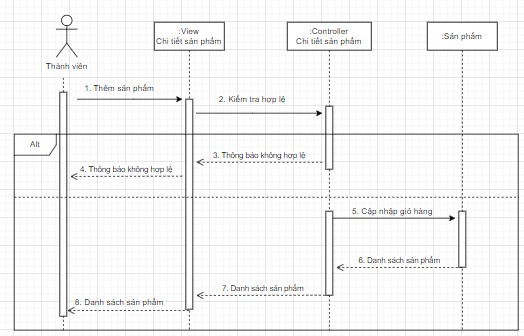 :View
Chi tiết sản phẩm
:Controller
Chi tiết sản phẩm
:Sản phẩm
Thành viên
1. Thêm sản phẩm
2. Kiểm tra hợp lệ
Alt
3. Thông báo không hợp lệ
4. Thông báo không hợp lệ
5. Cập nhập giỏ hàng
6. Danh sách sản phẩm
7. Danh sách sản phẩm
8. Danh sách sản phẩm